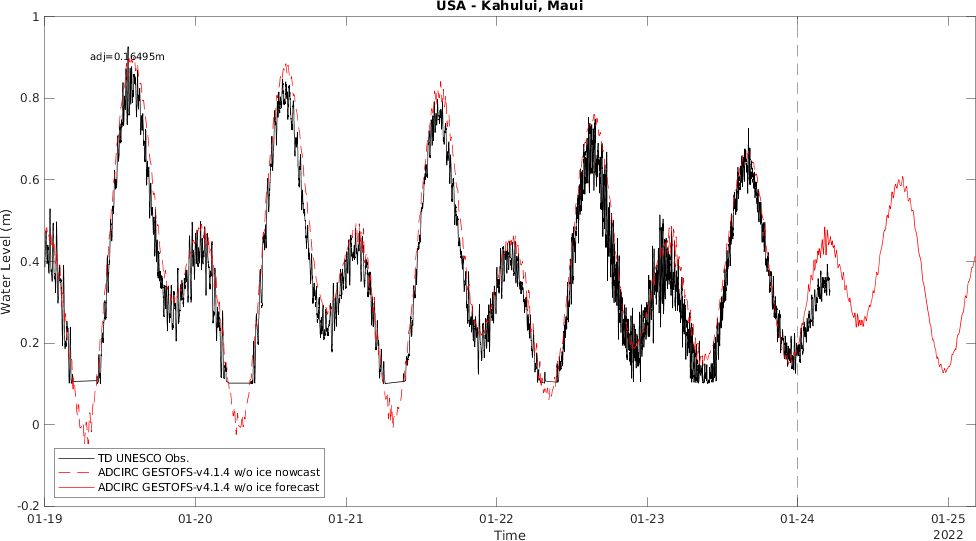 USA - Kahului, Maui
adj=0.16495m
1
0.8
0.6
0.4
0.2
0
-0.2
Water Level (m)
TD UNESCO Obs.
ADCIRC GESTOFS-v4.1.4 w/o ice nowcast
ADCIRC GESTOFS-v4.1.4 w/o ice forecast
01-19 01-20 01-21 01-22 01-23 01-24 01-25
Time 2022